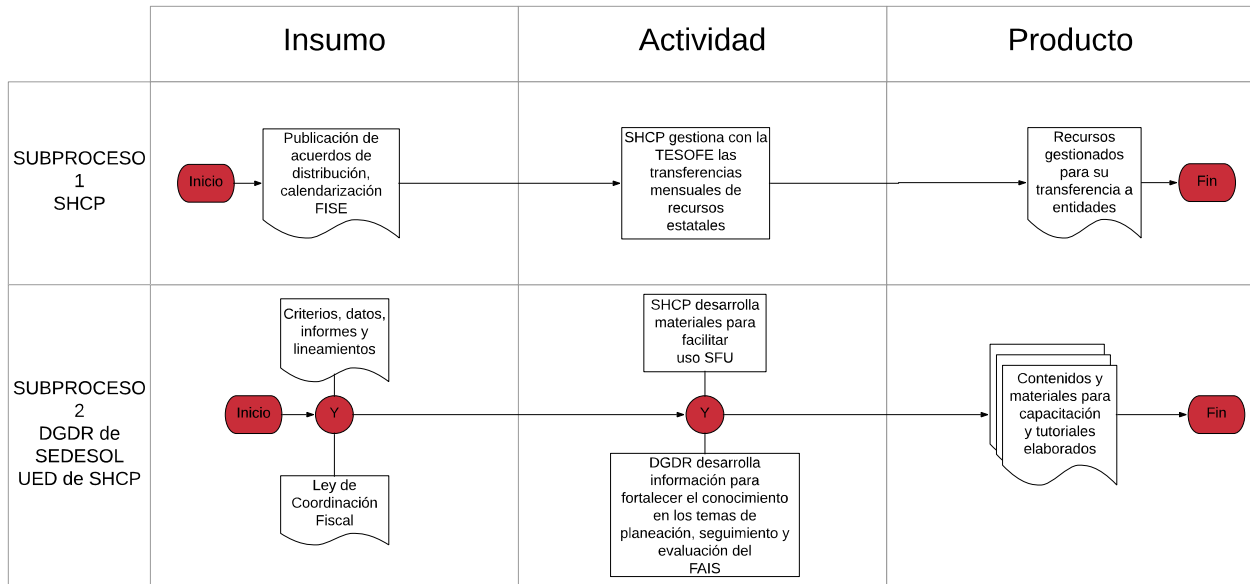 Insumo
Actividad
Producto
SUBPROCESO
1
SHCP
Inicio
Publicación de
acuerdos de
distribución,
calendarización
FISE
SHCP gestiona con la
TESOFE las
transferencias
mensuales de
recursos
estatales
Recursos
gestionados
para su
transferencia a
entidades
Fin
SUBPROCESO
2
DGDR de
SEDESOL
UED de SHCP
Criterios, datos,
informes y
lineamientos
Inicio
Y
Ley de
Coordinación
Fiscal
SHCP desarrolla
materiales para
facilitar
uso SFU
Y
DGDR desarrolla
información para
fortalecer el conocimiento
en los temas de
planeación, seguimiento y
evaluación del
FAIS
Contenidos y
materiales para
capacitación
y tutoriales
elaborados
Fin